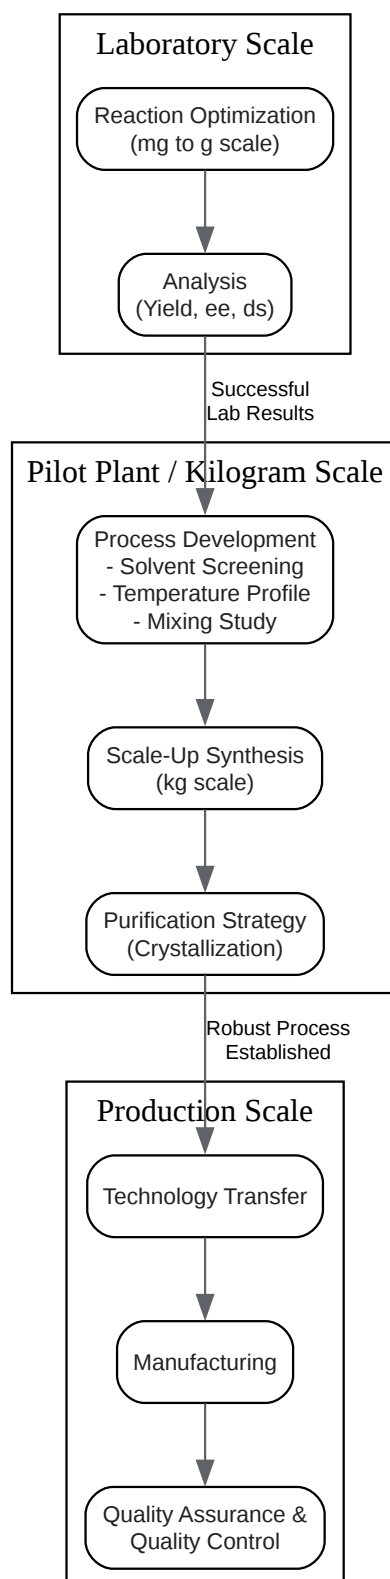 Laboratory Scale
Reaction Optimization
(mg to g scale)
Analysis
(Yield, ee, ds)
Successful
Lab Results
Pilot Plant / Kilogram Scale
Process Development
- Solvent Screening
- Temperature Profile
- Mixing Study
Scale-Up Synthesis
(kg scale)
Purification Strategy
(Crystallization)
Robust Process
Established
Production Scale
Technology Transfer
Manufacturing
Quality Assurance &
Quality Control